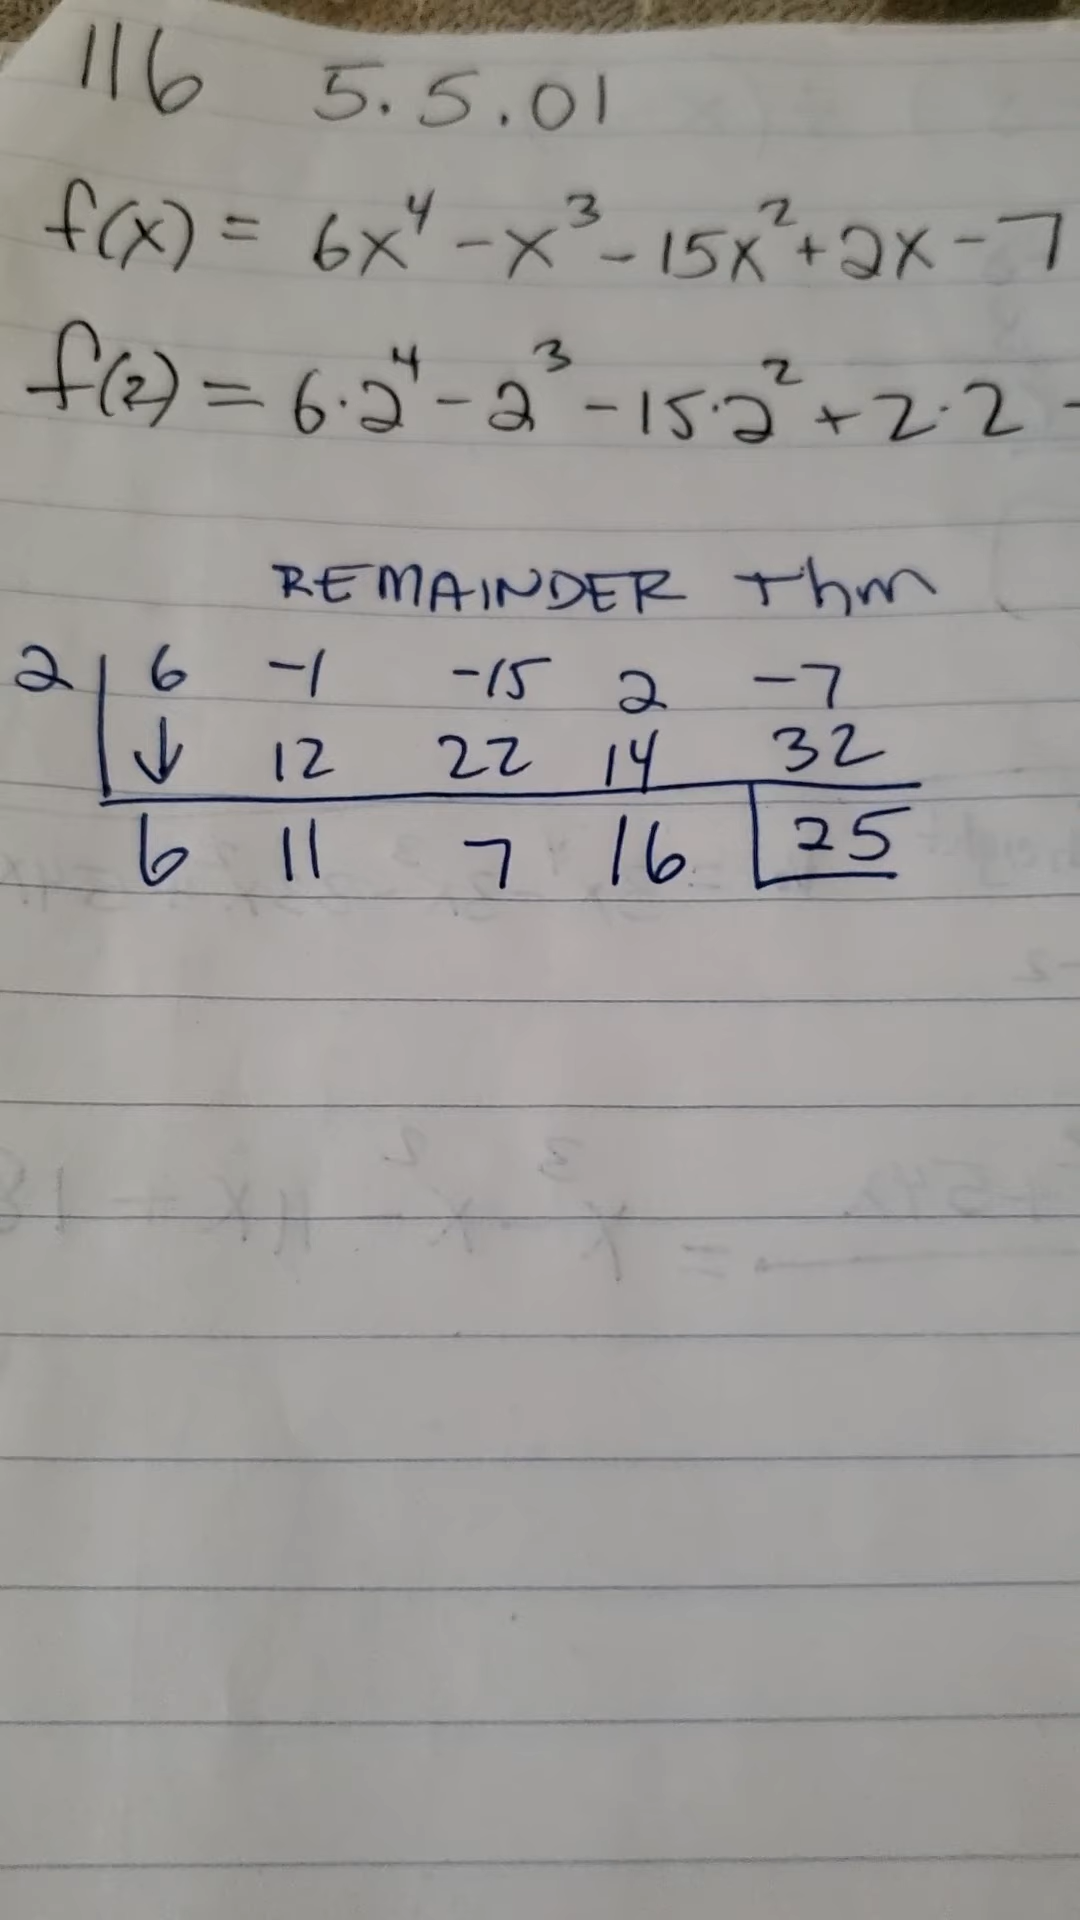 116 5.5.01
f(x) = 6x⁴ - x³ - 15x² + 2x - 7
f(2) = 6·2⁴ - 2³ - 15·2² + 2·2 -
REMAINDER Thm
2 6 -1 -15 2 -7
↓ 12 22 14 32
6 11 7 16 25